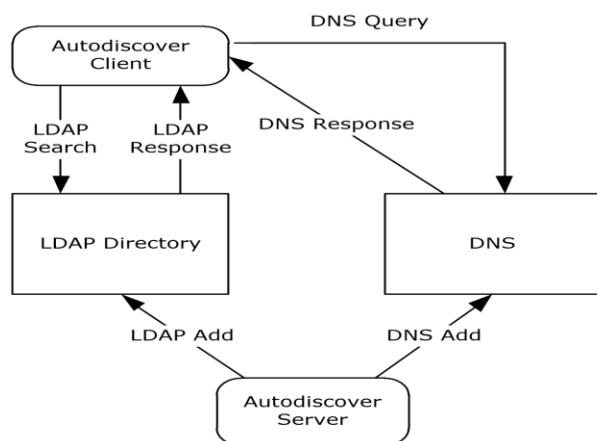 DNS Query
Autodiscover
Client
DNS Response
LDAP
Search
LDAP
Response
LDAP Directory
DNS
LDAP Add
DNS Add
Autodiscover
Server